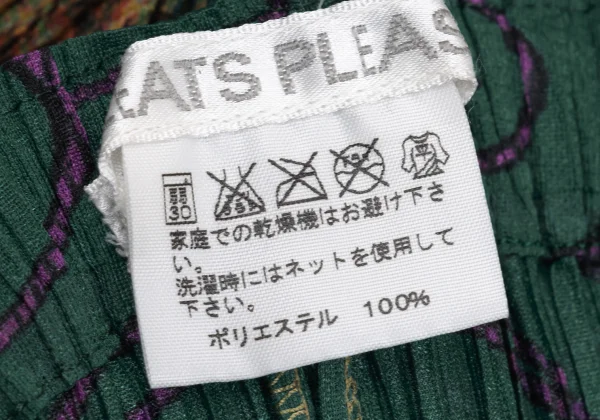 EATS PLEAS
弱
30
家庭での乾燥機はお避け下さ
い。
洗濯時にはネットを使用して
下さい。
ポリエステル 100%